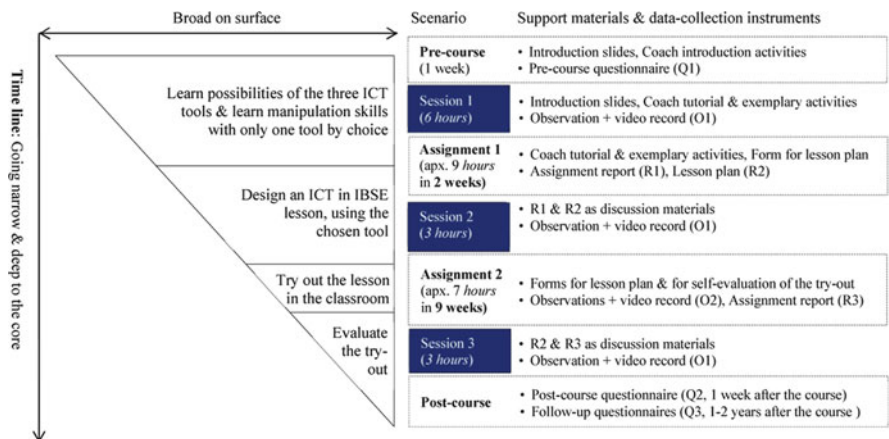 Broad on surface
Scenario
Support materials & data-collection instruments
Time line: Going narrow & deep to the core
Learn possibilities of the three ICT
tools & learn manipulation skills
with only one tool by choice
Design an ICT in IBSE
lesson, using the
chosen tool
Try out the lesson
in the classroom
Evaluate
the try-
out
Pre-course
(1 week)
• Introduction slides, Coach introduction activities
• Pre-course questionnaire (Q1)
Session 1
(6 hours)
• Introduction slides, Coach tutorial & exemplary activities
• Observation + video record (O1)
Assignment 1
(apx. 9 hours
in 2 weeks)
• Coach tutorial & exemplary activities, Form for lesson plan
• Assignment report (R1), Lesson plan (R2)
Session 2
(3 hours)
• R1 & R2 as discussion materials
• Observation + video record (O1)
Assignment 2
(apx. 7 hours
in 9 weeks)
• Forms for lesson plan & for self-evaluation of the try-out
• Observations + video record (O2), Assignment report (R3)
Session 3
(3 hours)
• R2 & R3 as discussion materials
• Observation + video record (O1)
Post-course
• Post-course questionnaire (Q2, 1 week after the course)
• Follow-up questionnaires (Q3, 1-2 years after the course )